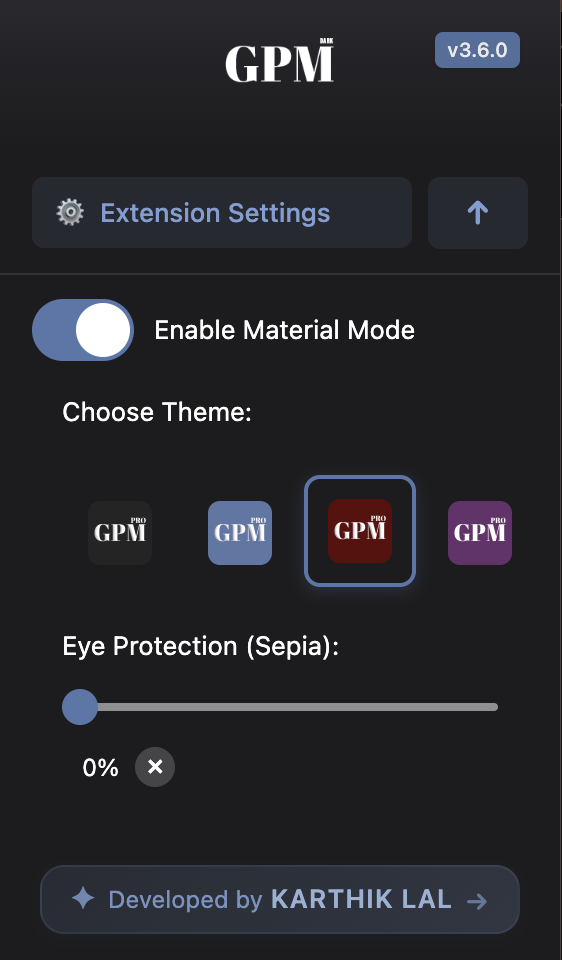 DARK
GPM
v3.6.0
Extension Settings
Enable Material Mode
Choose Theme:
PRO PRO PRO PRO
GPM GPM GPM GPM
Eye Protection (Sepia):
0%
Developed by KARTHIK LAL →